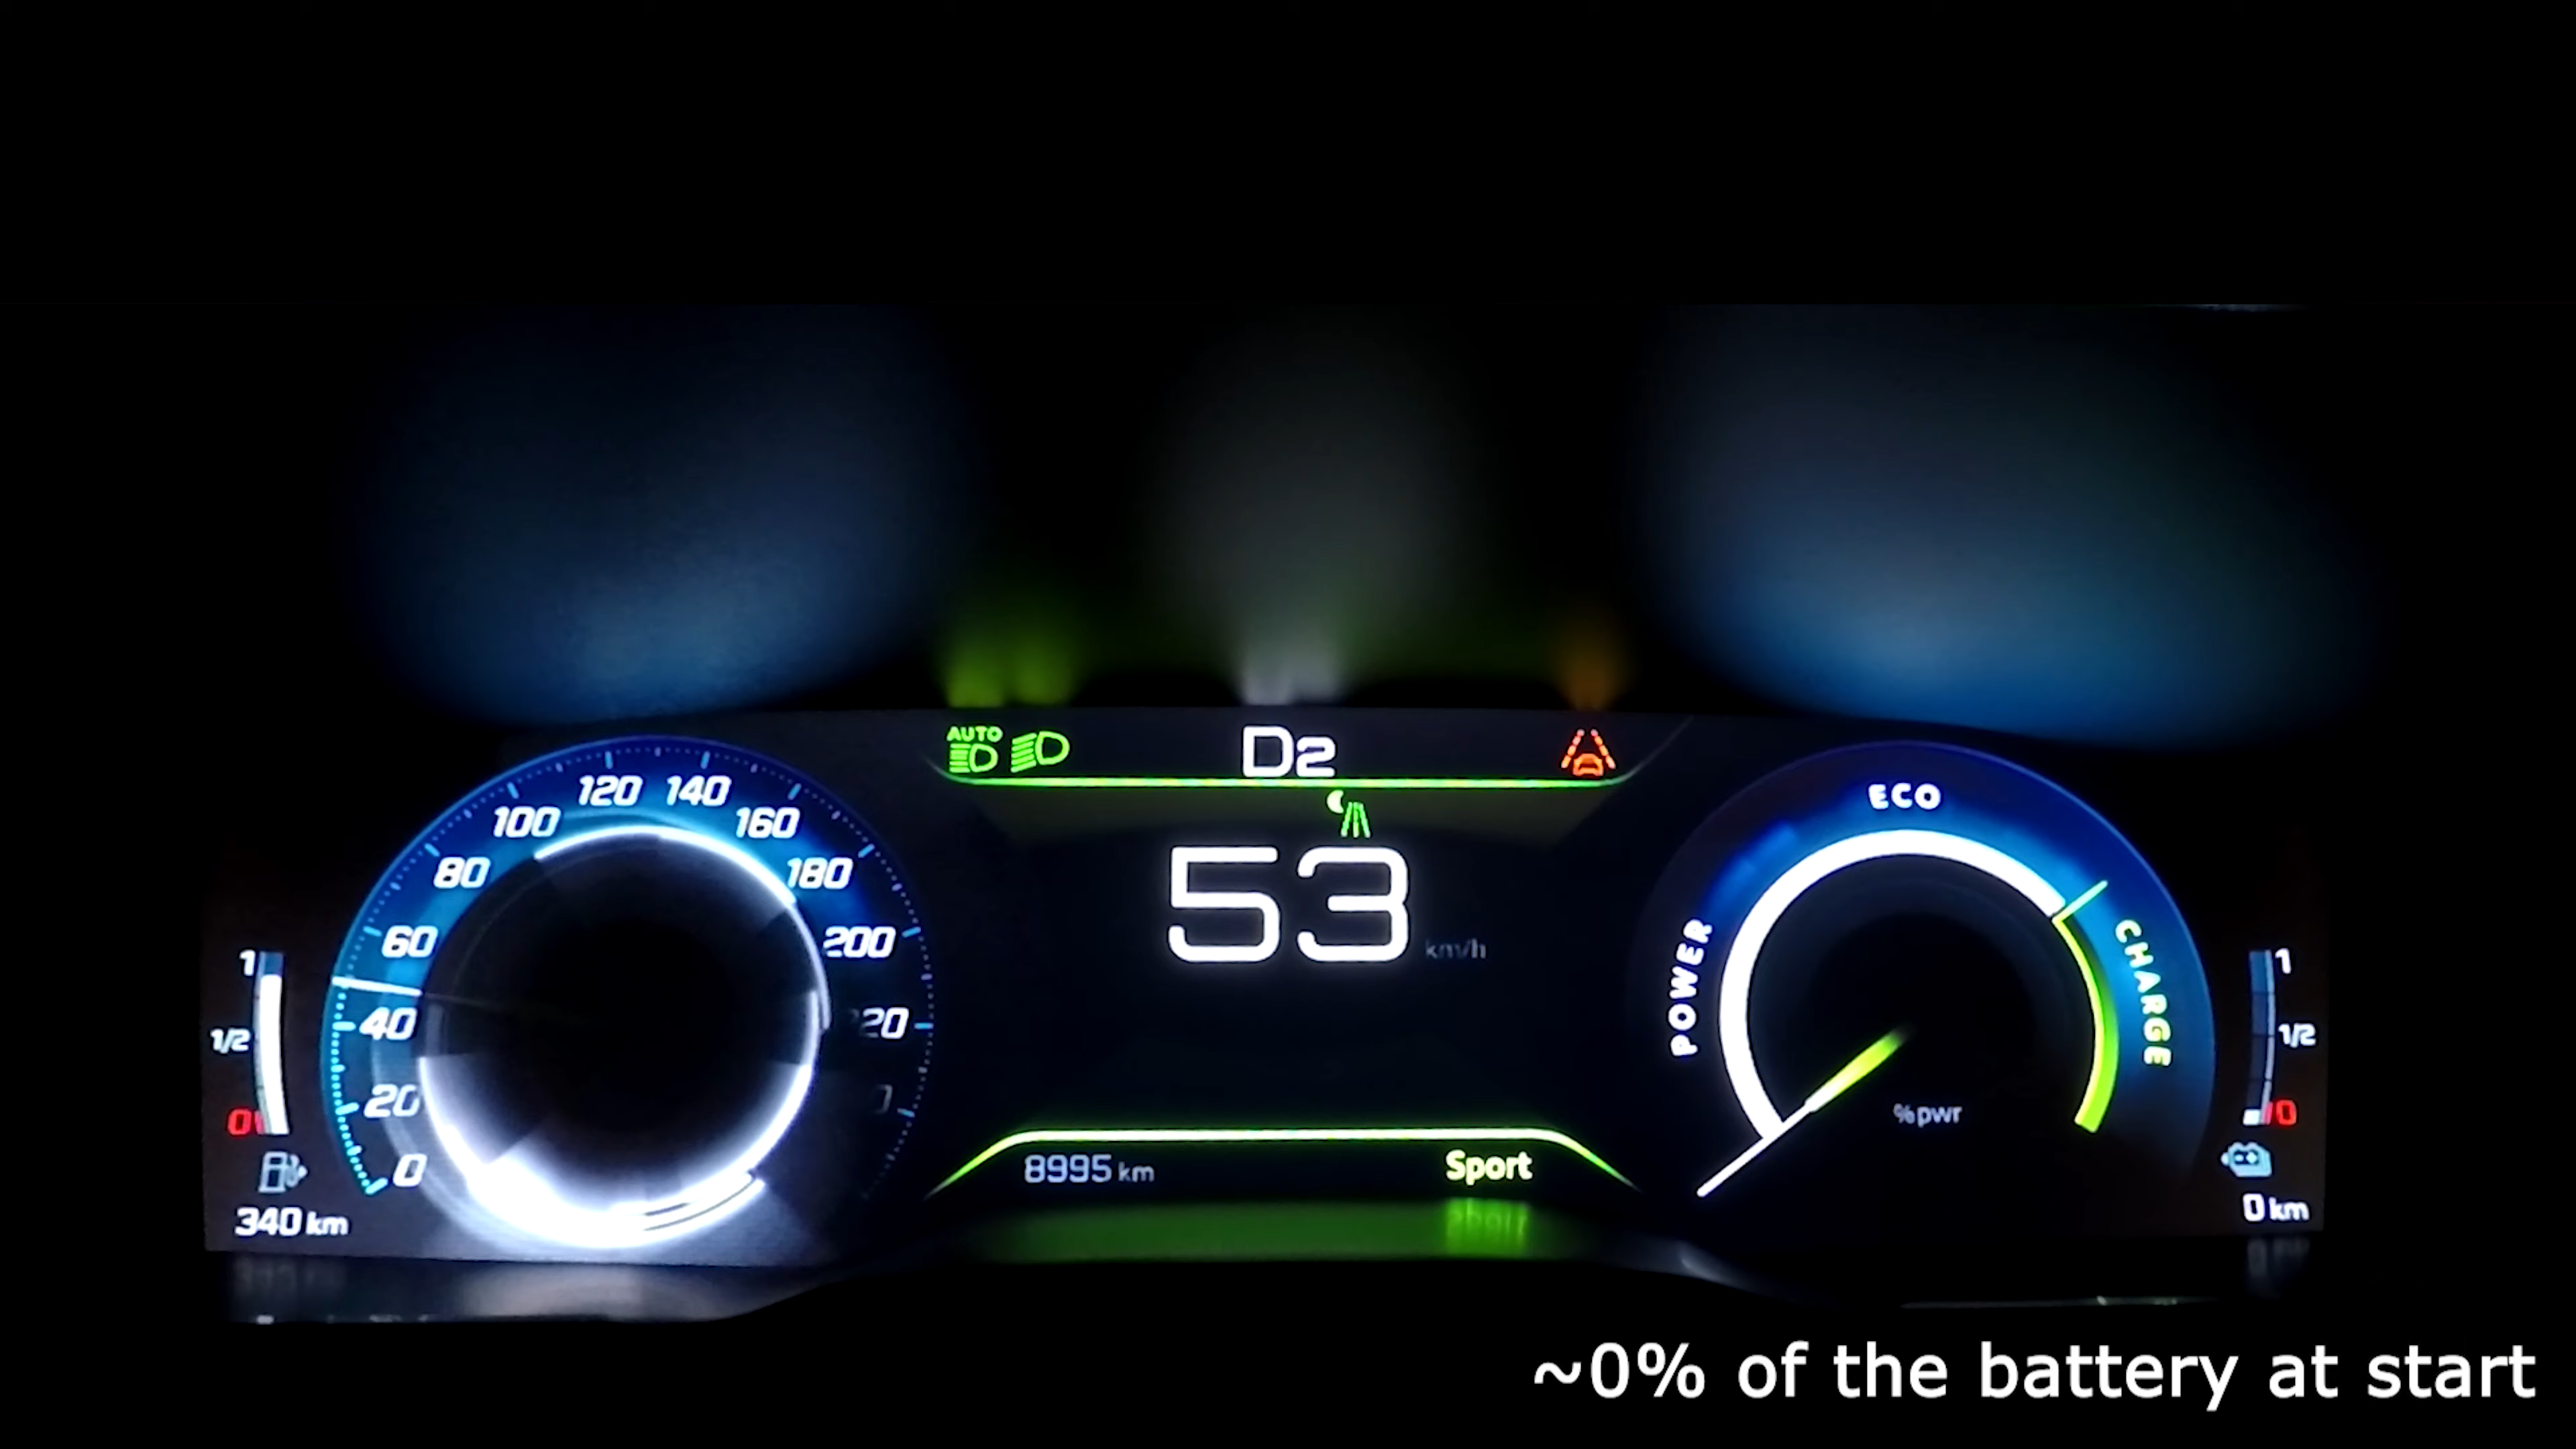 AUTO
D2
120 140
ECO
100
160
80
180
53 km/h
60
200
CHARGE
POWER
1
1
40
20
1/2
1/2
20
%pwr
0
0
8995 km
Sport
0
340 km
0 km
~0% of the battery at start